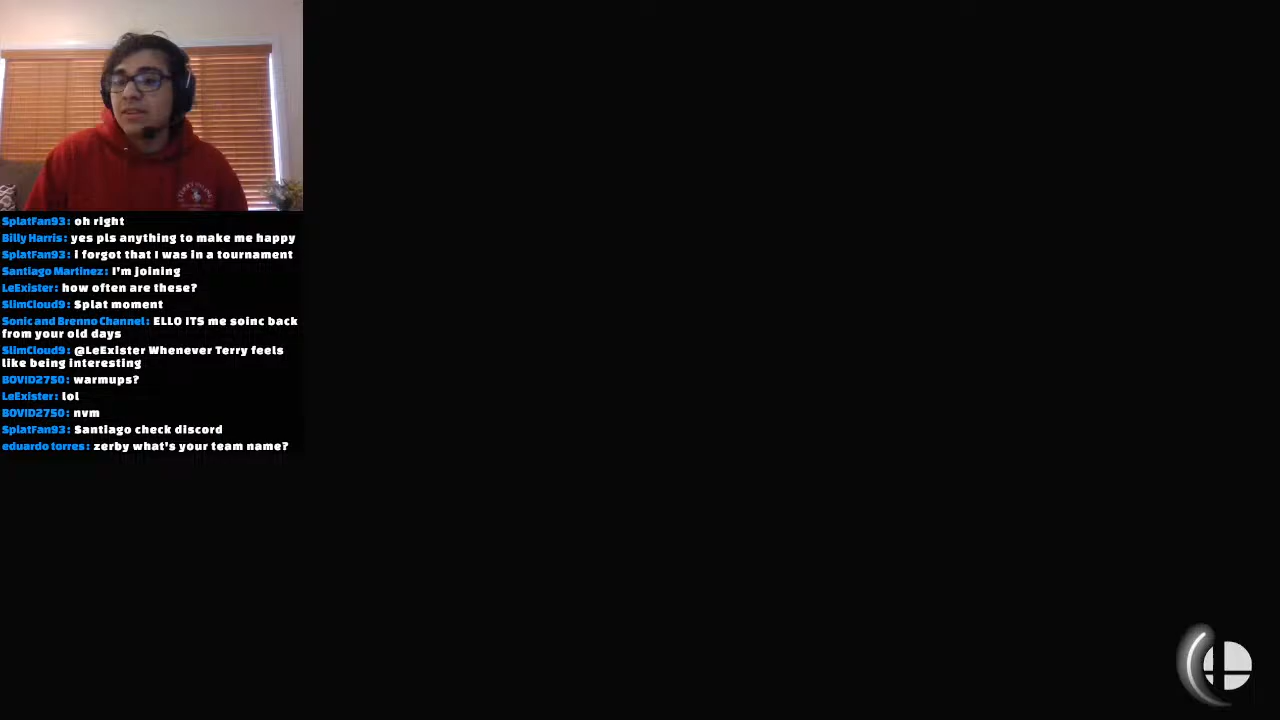 SplatFan93: oh right
Billy Harris: yes pls anything to make me happy
SplatFan93: i forgot that I was in a tournament
Santiago Martinez: I'm joining
LeExister: how often are these?
SlimCloud9: Splat moment
Sonic and Brenno Channel: ELLO ITS me soinc back
from your old days
SlimCloud9: @LeExister Whenever Terry feels
like being interesting
BOVID2750: warmups?
LeExister: lol
BOVID2750: nvm
SplatFan93: Santiago check discord
eduardo torres: zerby what's your team name?